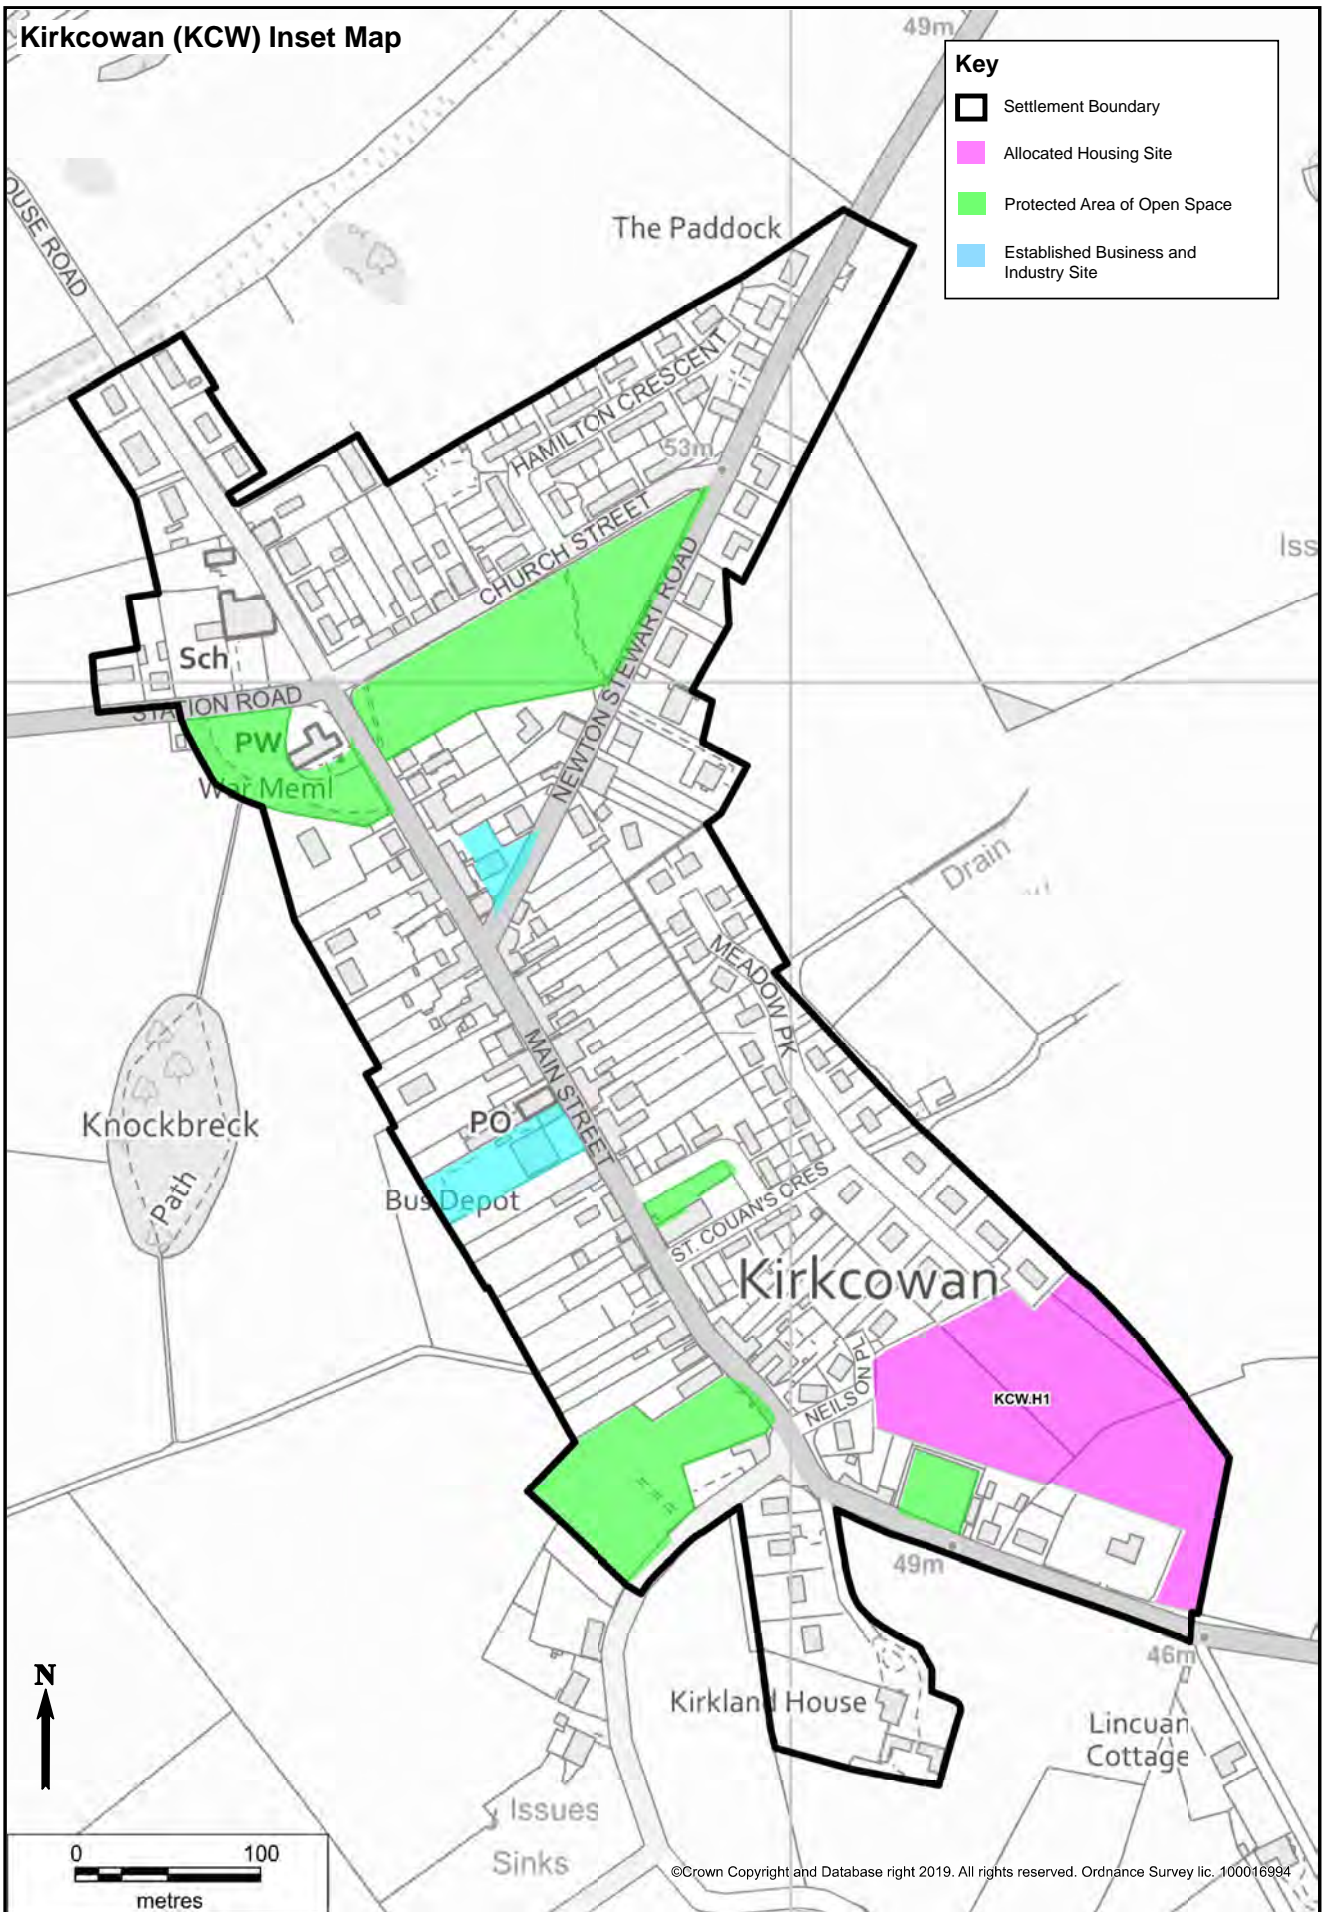 Kirkcowan (KCW) Inset Map
49m
Key
Settlement Boundary
Allocated Housing Site
Protected Area of Open Space
Established Business and
Industry Site
OUSE ROAD
The Paddock
HAMILTON CRESCENT
53m
CHURCH STREET
NEWTON STEWART ROAD
Iss
Sch
STATION ROAD
PW
War Meml
Drain
MEADOW PK
MAIN STREET
PO
Knockbreck
Path
Bus Depot
ST. COUAN'S CRES
Kirkcowan
NEILSON PL
KCW.H1
49m
46m
Kirkland House
Lincuan
Cottage
N
Issues
Sinks
0 100
metres
©Crown Copyright and Database right 2019. All rights reserved. Ordnance Survey lic. 100016994